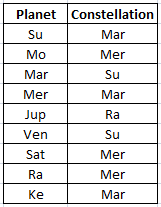 Planet Constellation
Su Mar
Mo Mer
Mar Su
Mer Mar
Jup Ra
Ven Su
Sat Mer
Ra Mer
Ke Mar